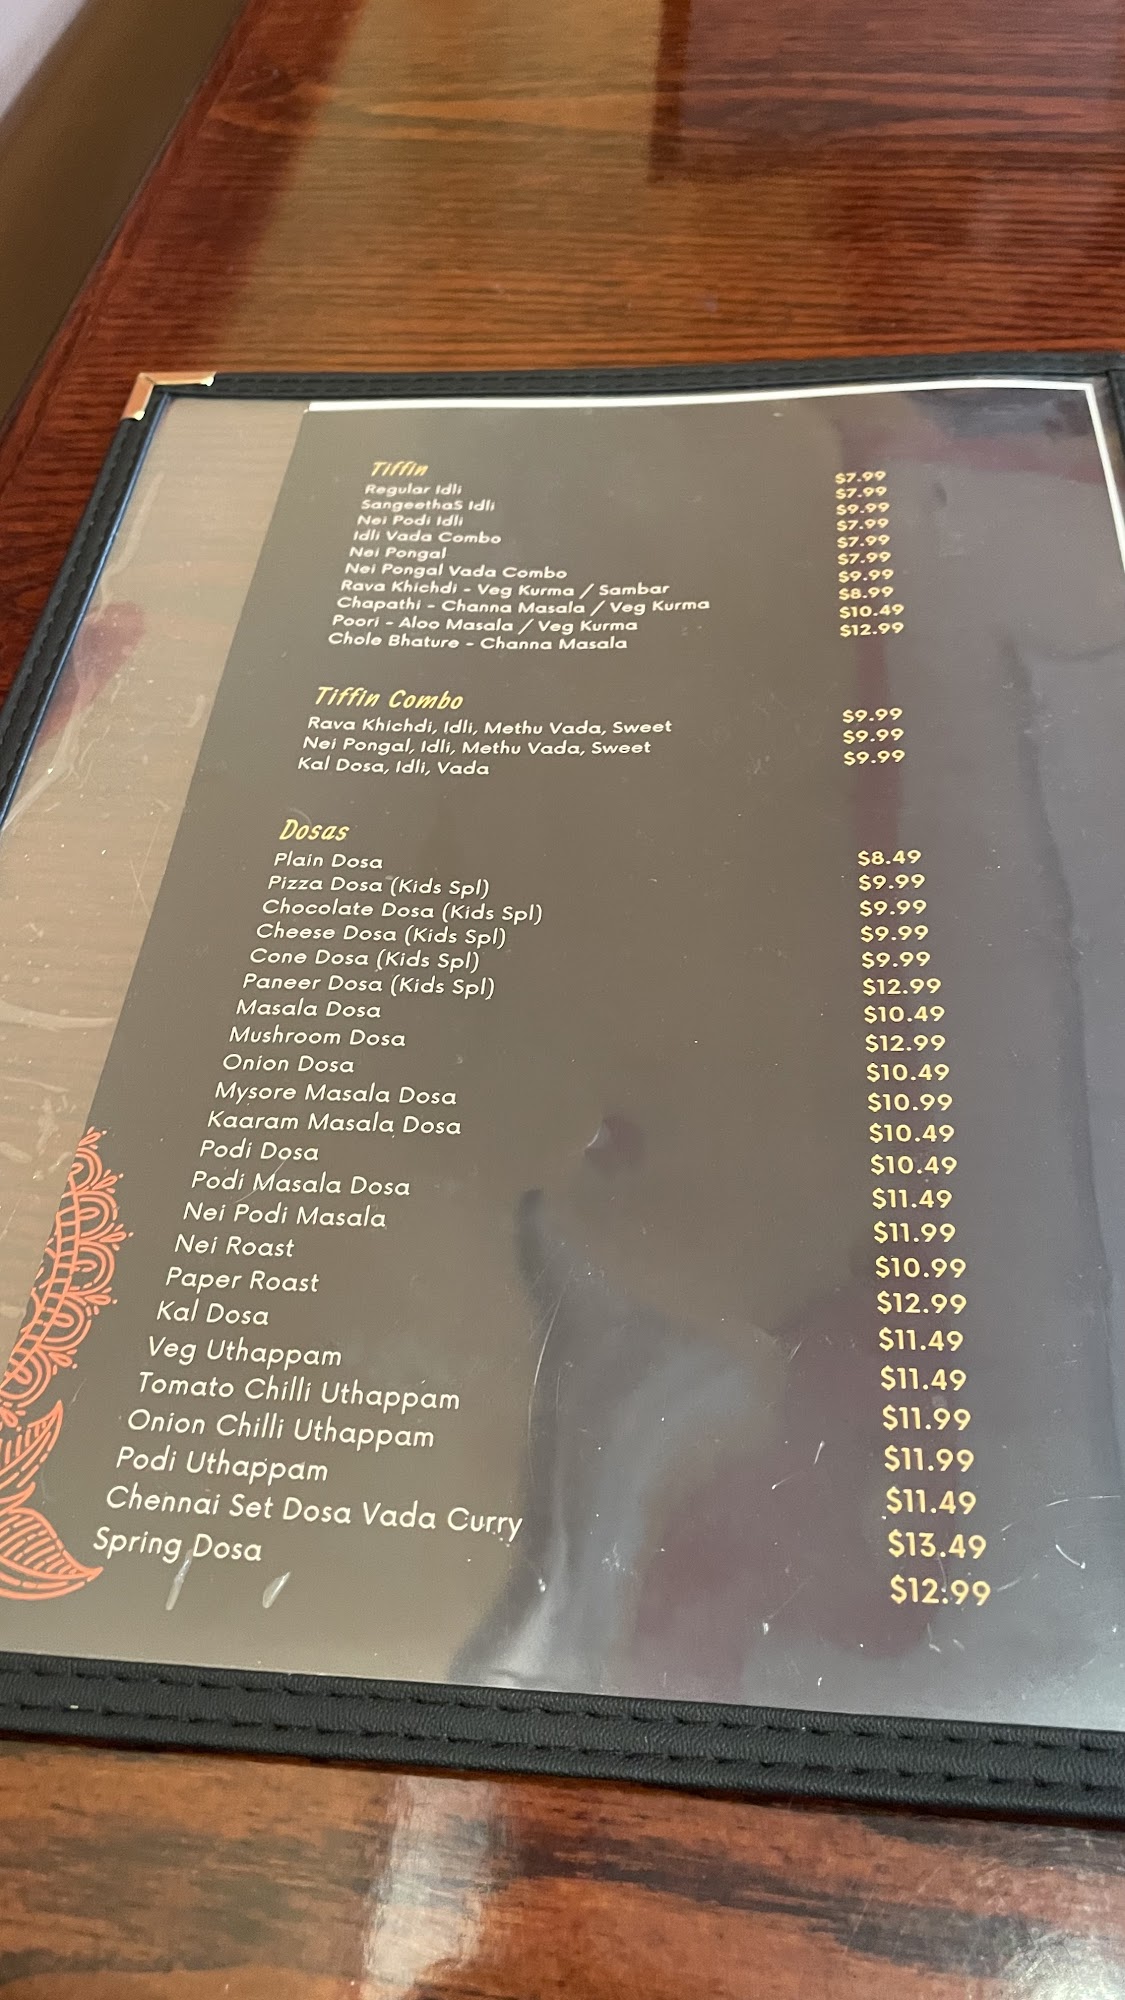 Tiffin
Regular Idli $7.99
SangeethaS Idli $7.99
Nei Podi Idli $9.99
Idli Vada Combo $7.99
Nei Pongal $7.99
Nei Pongal Vada Combo $7.99
Rava Khichdi - Veg Kurma / Sambar $9.99
Chapathi - Channa Masala / Veg Kurma $8.99
Poori - Aloo Masala / Veg Kurma $10.49
Chole Bhature - Channa Masala $12.99
Tiffin Combo
Rava Khichdi, Idli, Methu Vada, Sweet $9.99
Nei Pongal, Idli, Methu Vada, Sweet $9.99
Kal Dosa, Idli, Vada $9.99
Dosas
Plain Dosa $8.49
Pizza Dosa (Kids Spl) $9.99
Chocolate Dosa (Kids Spl) $9.99
Cheese Dosa (Kids Spl) $9.99
Cone Dosa (Kids Spl) $9.99
Paneer Dosa (Kids Spl) $12.99
Masala Dosa $10.49
Mushroom Dosa $12.99
Onion Dosa $10.49
Mysore Masala Dosa $10.99
Kaaram Masala Dosa $10.49
Podi Dosa $10.49
Podi Masala Dosa $11.49
Nei Podi Masala $11.99
Nei Roast $10.99
Paper Roast $12.99
Kal Dosa $11.49
Veg Uthappam $11.49
Tomato Chilli Uthappam $11.99
Onion Chilli Uthappam $11.99
Podi Uthappam $11.49
Chennai Set Dosa Vada Curry $13.49
Spring Dosa $12.99